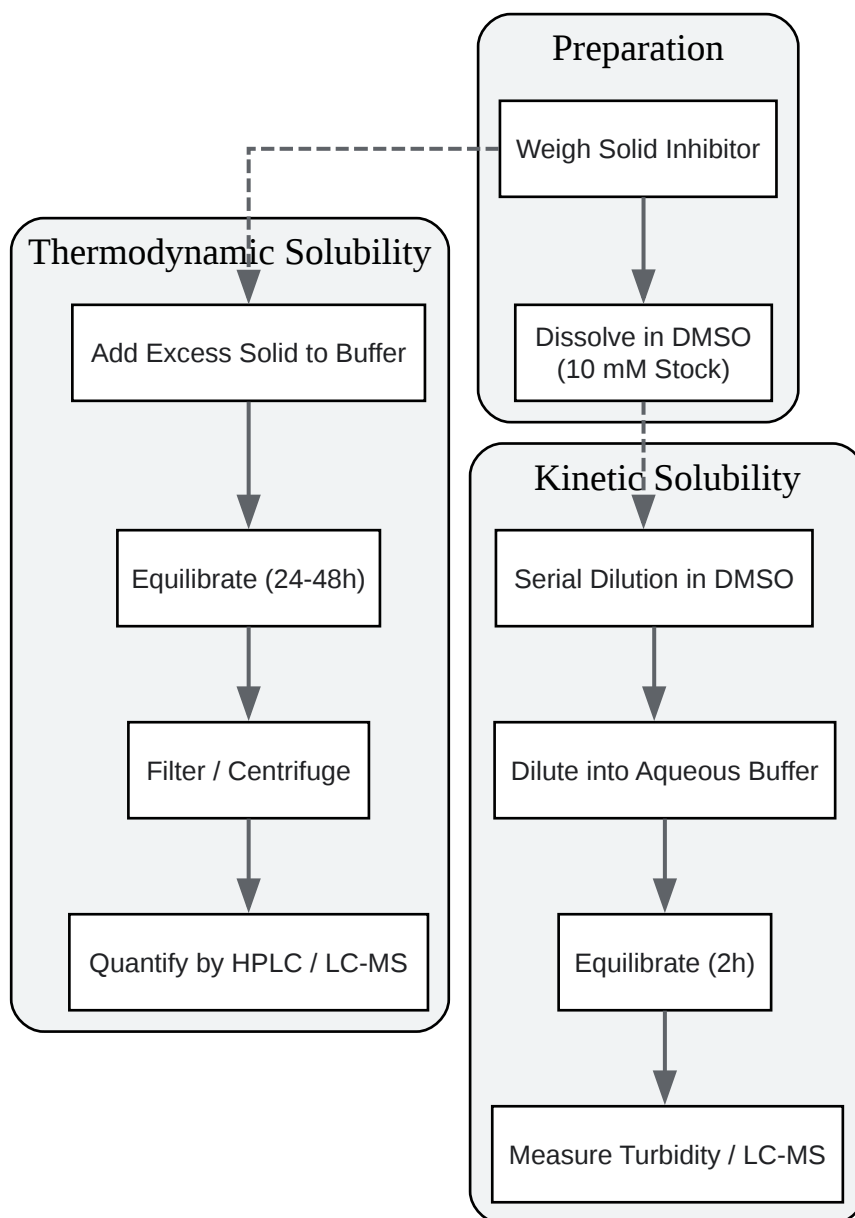 Preparation
Weigh Solid Inhibitor
Dissolve in DMSO
(10 mM Stock)
Thermodynamic Solubility
Add Excess Solid to Buffer
Equilibrate (24-48h)
Filter / Centrifuge
Quantify by HPLC / LC-MS
Kinetic Solubility
Serial Dilution in DMSO
Dilute into Aqueous Buffer
Equilibrate (2h)
Measure Turbidity / LC-MS